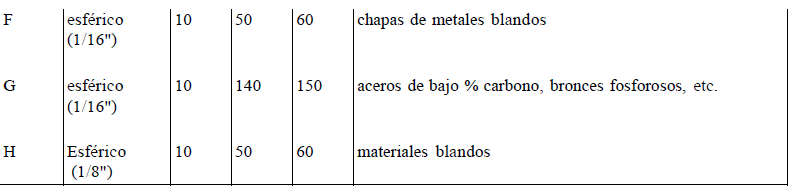 F esférico 10 50 60 chapas de metales blandos
(1/16")
G esférico 10 140 150 aceros de bajo % carbono, bronces fosforosos, etc.
(1/16")
H Esférico 10 50 60 materiales blandos
(1/8")